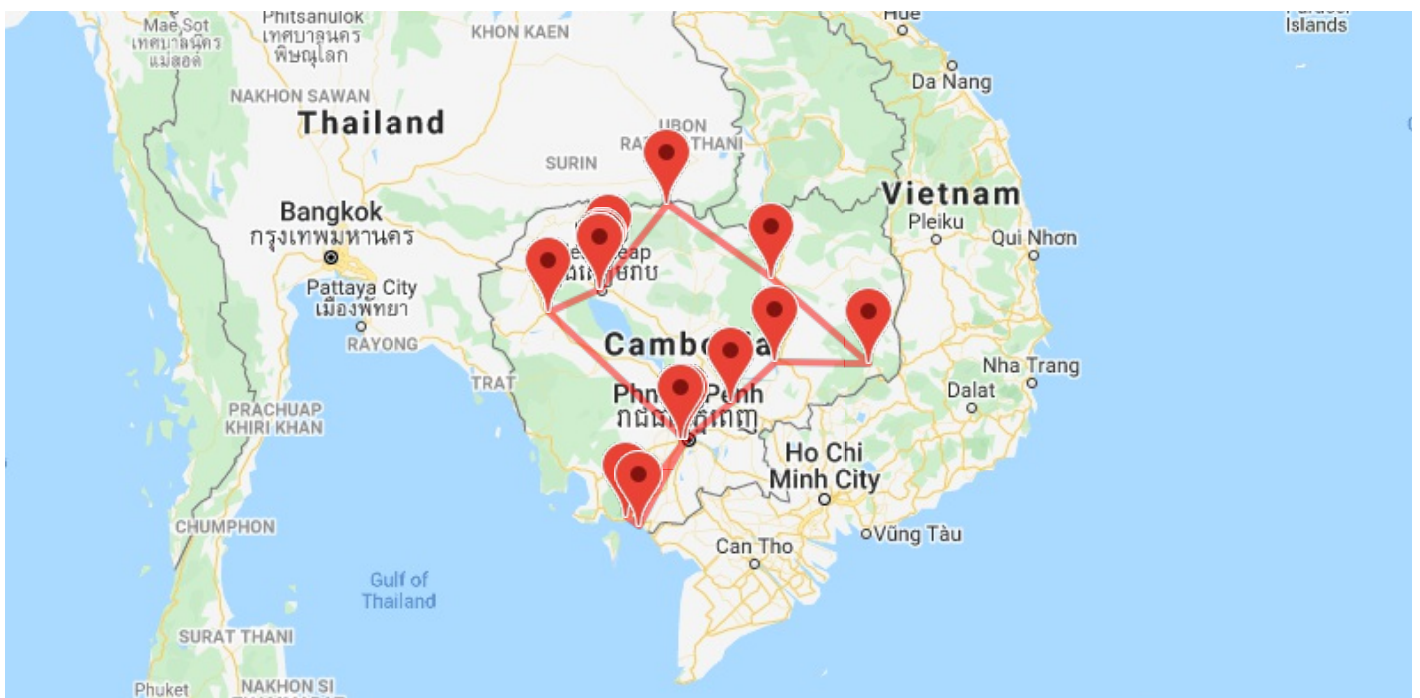 Mae Sot
เทศบาลนคร
แม่สอด
Phitsanulok
เทศบาลนคร
พิษณุโลก
KHON KAEN
Hue
Islands
Da Nang
NAKHON SAWAN
Thailand
UBON
THANI
SURIN
Bangkok
กรุงเทพมหานคร
Vietnam
Pleiku
Qui Nhơn
Pattaya City
เมืองพัทยา
RAYONG
TRAT
Nha Trang
Dalat
PRACHUAP
KHIRI KHAN
Penh
Ho Chi
Minh City
CHUMPHON
Can Tho
Vũng Tàu
Gulf of
Thailand
SURAT THANI
Phuket
NAKHON SI